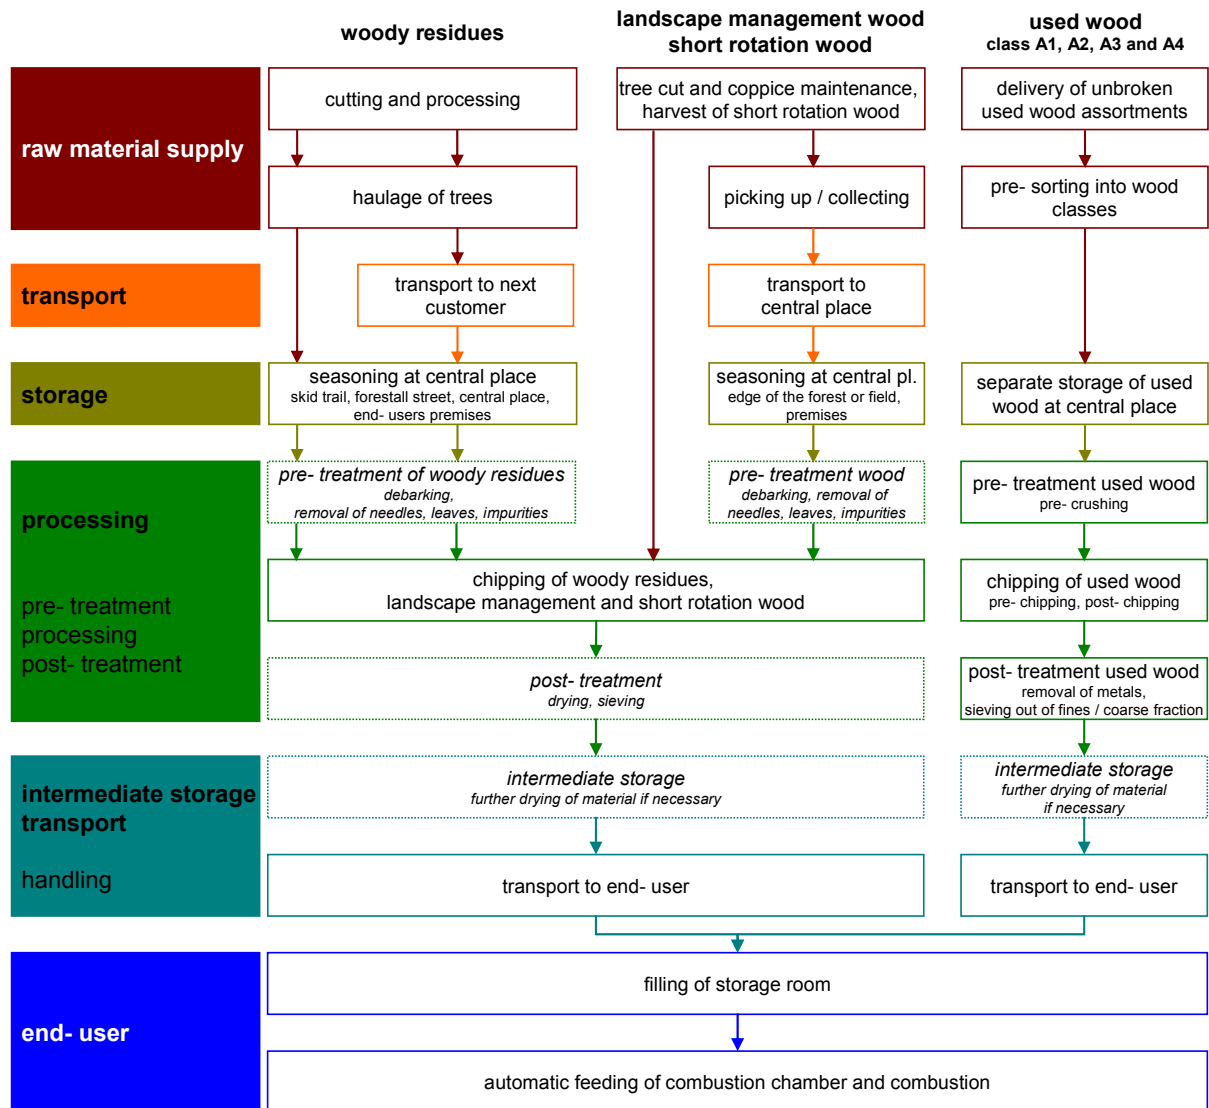 woody residues
landscape management wood
short rotation wood
used wood
class A1, A2, A3 and A4
raw material supply
cutting and processing
tree cut and coppice maintenance,
harvest of short rotation wood
delivery of unbroken
used wood assortments
haulage of trees
picking up / collecting
pre- sorting into wood
classes
transport
transport to next
customer
transport to
central place
storage
seasoning at central place
skid trail, forestall street, central place,
end- users premises
seasoning at central pl.
edge of the forest or field,
premises
separate storage of used
wood at central place
processing
pre- treatment
processing
post- treatment
pre- treatment of woody residues
debarking,
removal of needles, leaves, impurities
pre- treatment wood
debarking, removal of
needles, leaves, impurities
pre- treatment used wood
pre- crushing
chipping of woody residues,
landscape management and short rotation wood
chipping of used wood
pre- chipping, post- chipping
post- treatment
drying, sieving
post- treatment used wood
removal of metals,
sieving out of fines / coarse fraction
intermediate storage
transport
handling
intermediate storage
further drying of material if necessary
intermediate storage
further drying of material
if necessary
transport to end- user
transport to end- user
end- user
filling of storage room
automatic feeding of combustion chamber and combustion